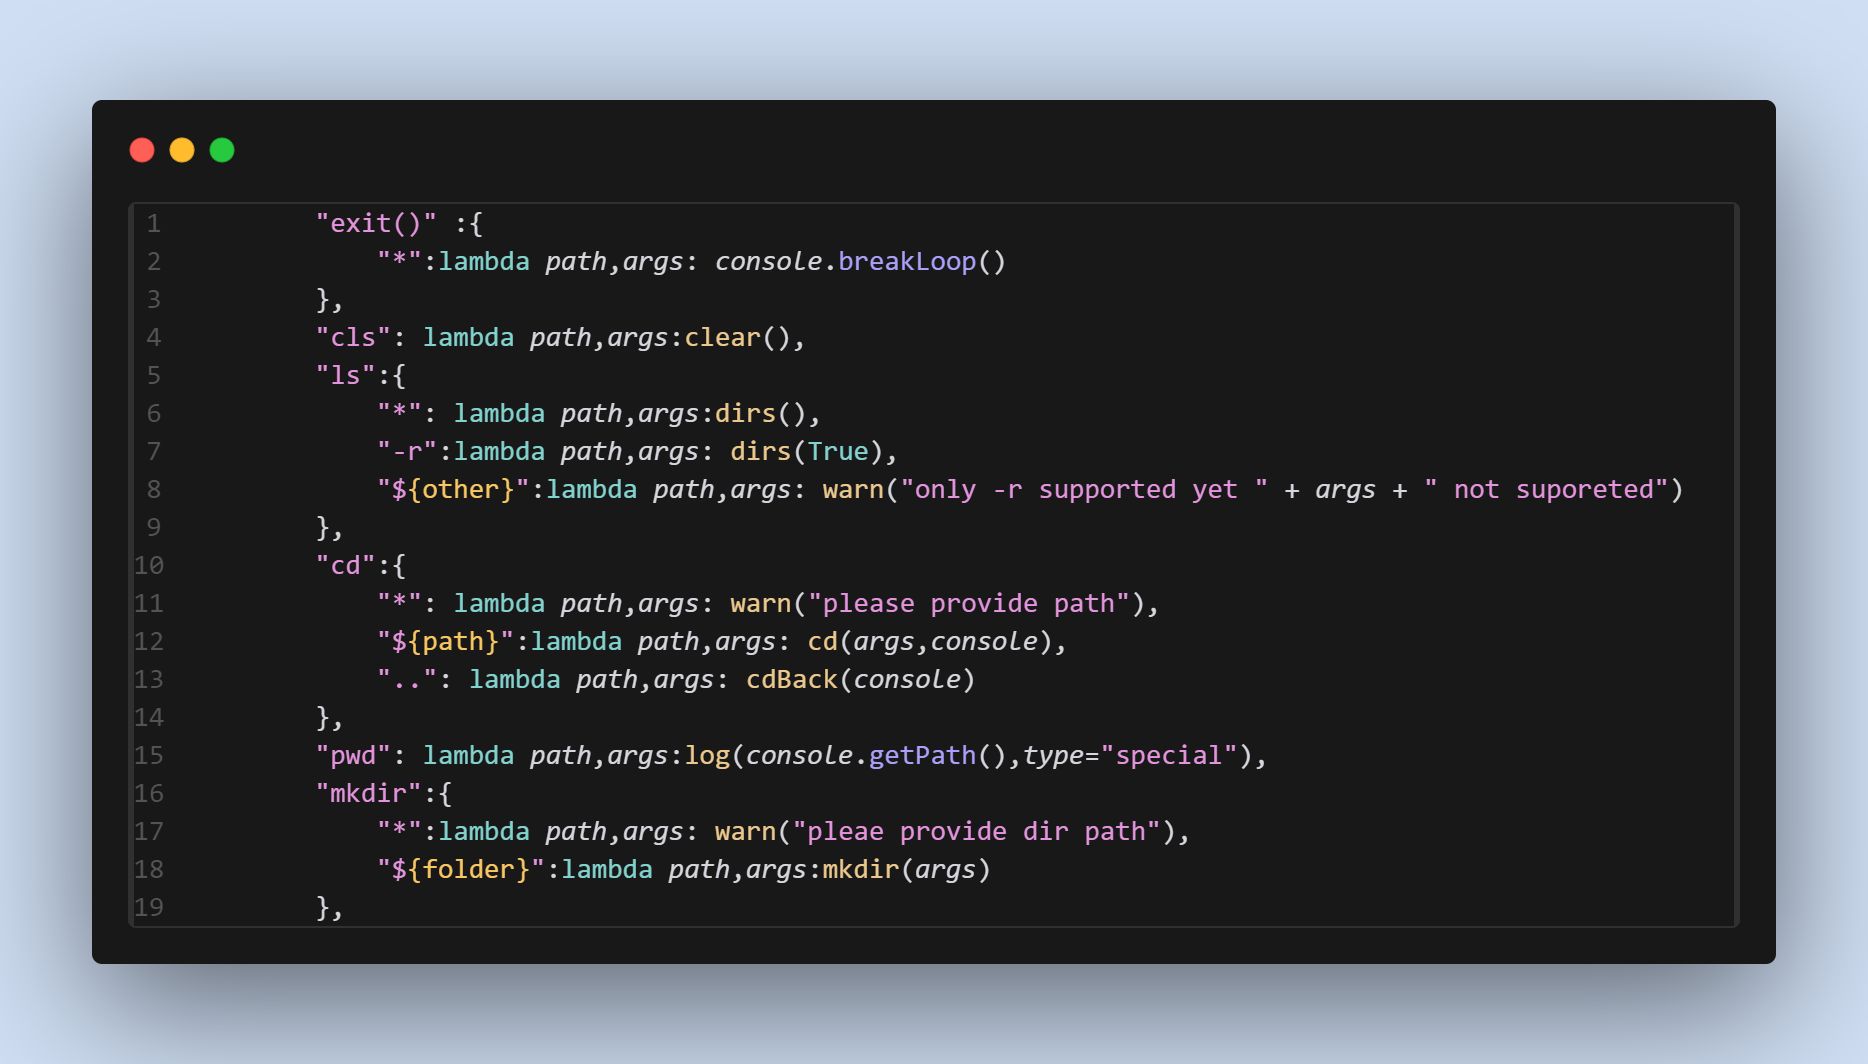 1 "exit()" :{
2 "*":lambda path,args: console.breakLoop()
3 },
4 "cls": lambda path,args:clear(),
5 "ls":{
6 "*": lambda path,args:dirs(),
7 "-r":lambda path,args: dirs(True),
8 "${other}":lambda path,args: warn("only -r supported yet " + args + " not suporeted")
9 },
10 "cd":{
11 "*": lambda path,args: warn("please provide path"),
12 "${path}":lambda path,args: cd(args,console),
13 "..": lambda path,args: cdBack(console)
14 },
15 "pwd": lambda path,args:log(console.getPath(),type="special"),
16 "mkdir":{
17 "*":lambda path,args: warn("pleae provide dir path"),
18 "${folder}":lambda path,args:mkdir(args)
19 },